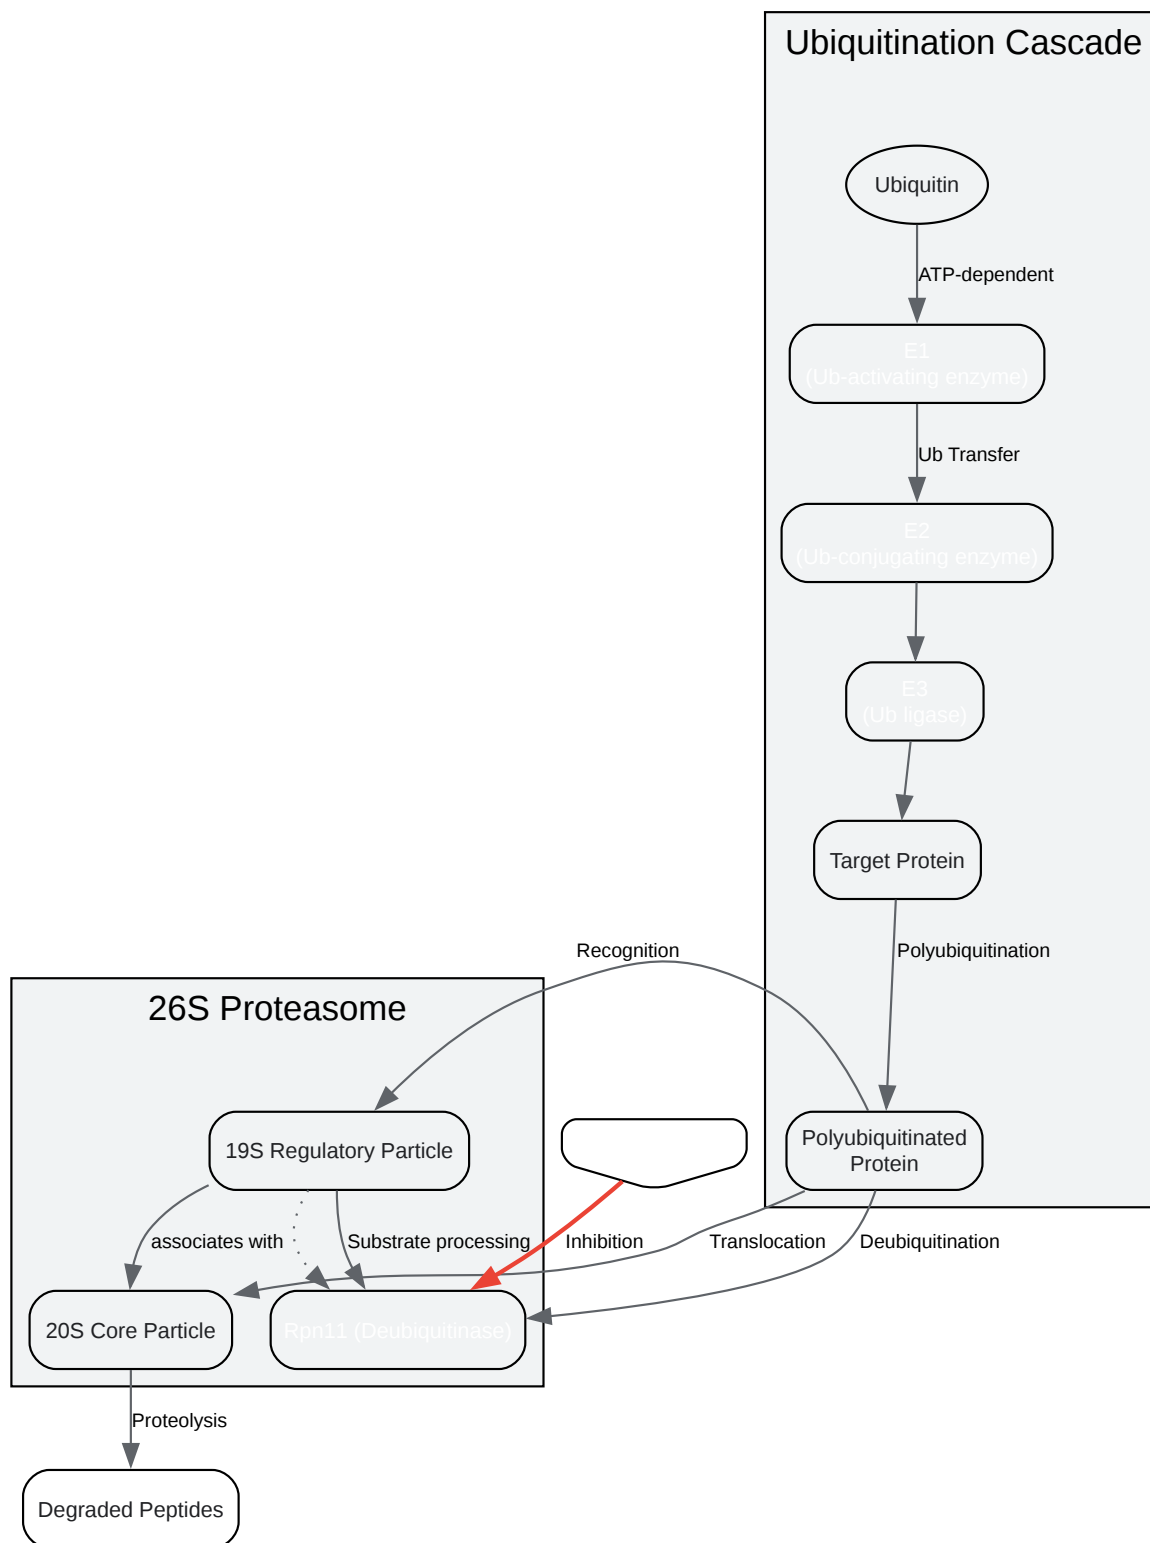 Ubiquitination Cascade
Ubiquitin
ATP-dependent
E1
(Ub-activating enzyme)
Ub Transfer
E2
(Ub-conjugating enzyme)
E3
(Ub ligase)
Target Protein
Recognition
Polyubiquitination
26S Proteasome
19S Regulatory Particle
Polyubiquitinated
Protein
associates with
Substrate processing
Inhibition
Translocation
Deubiquitination
20S Core Particle
Rpn11 (Deubiquitinase)
Proteolysis
Degraded Peptides